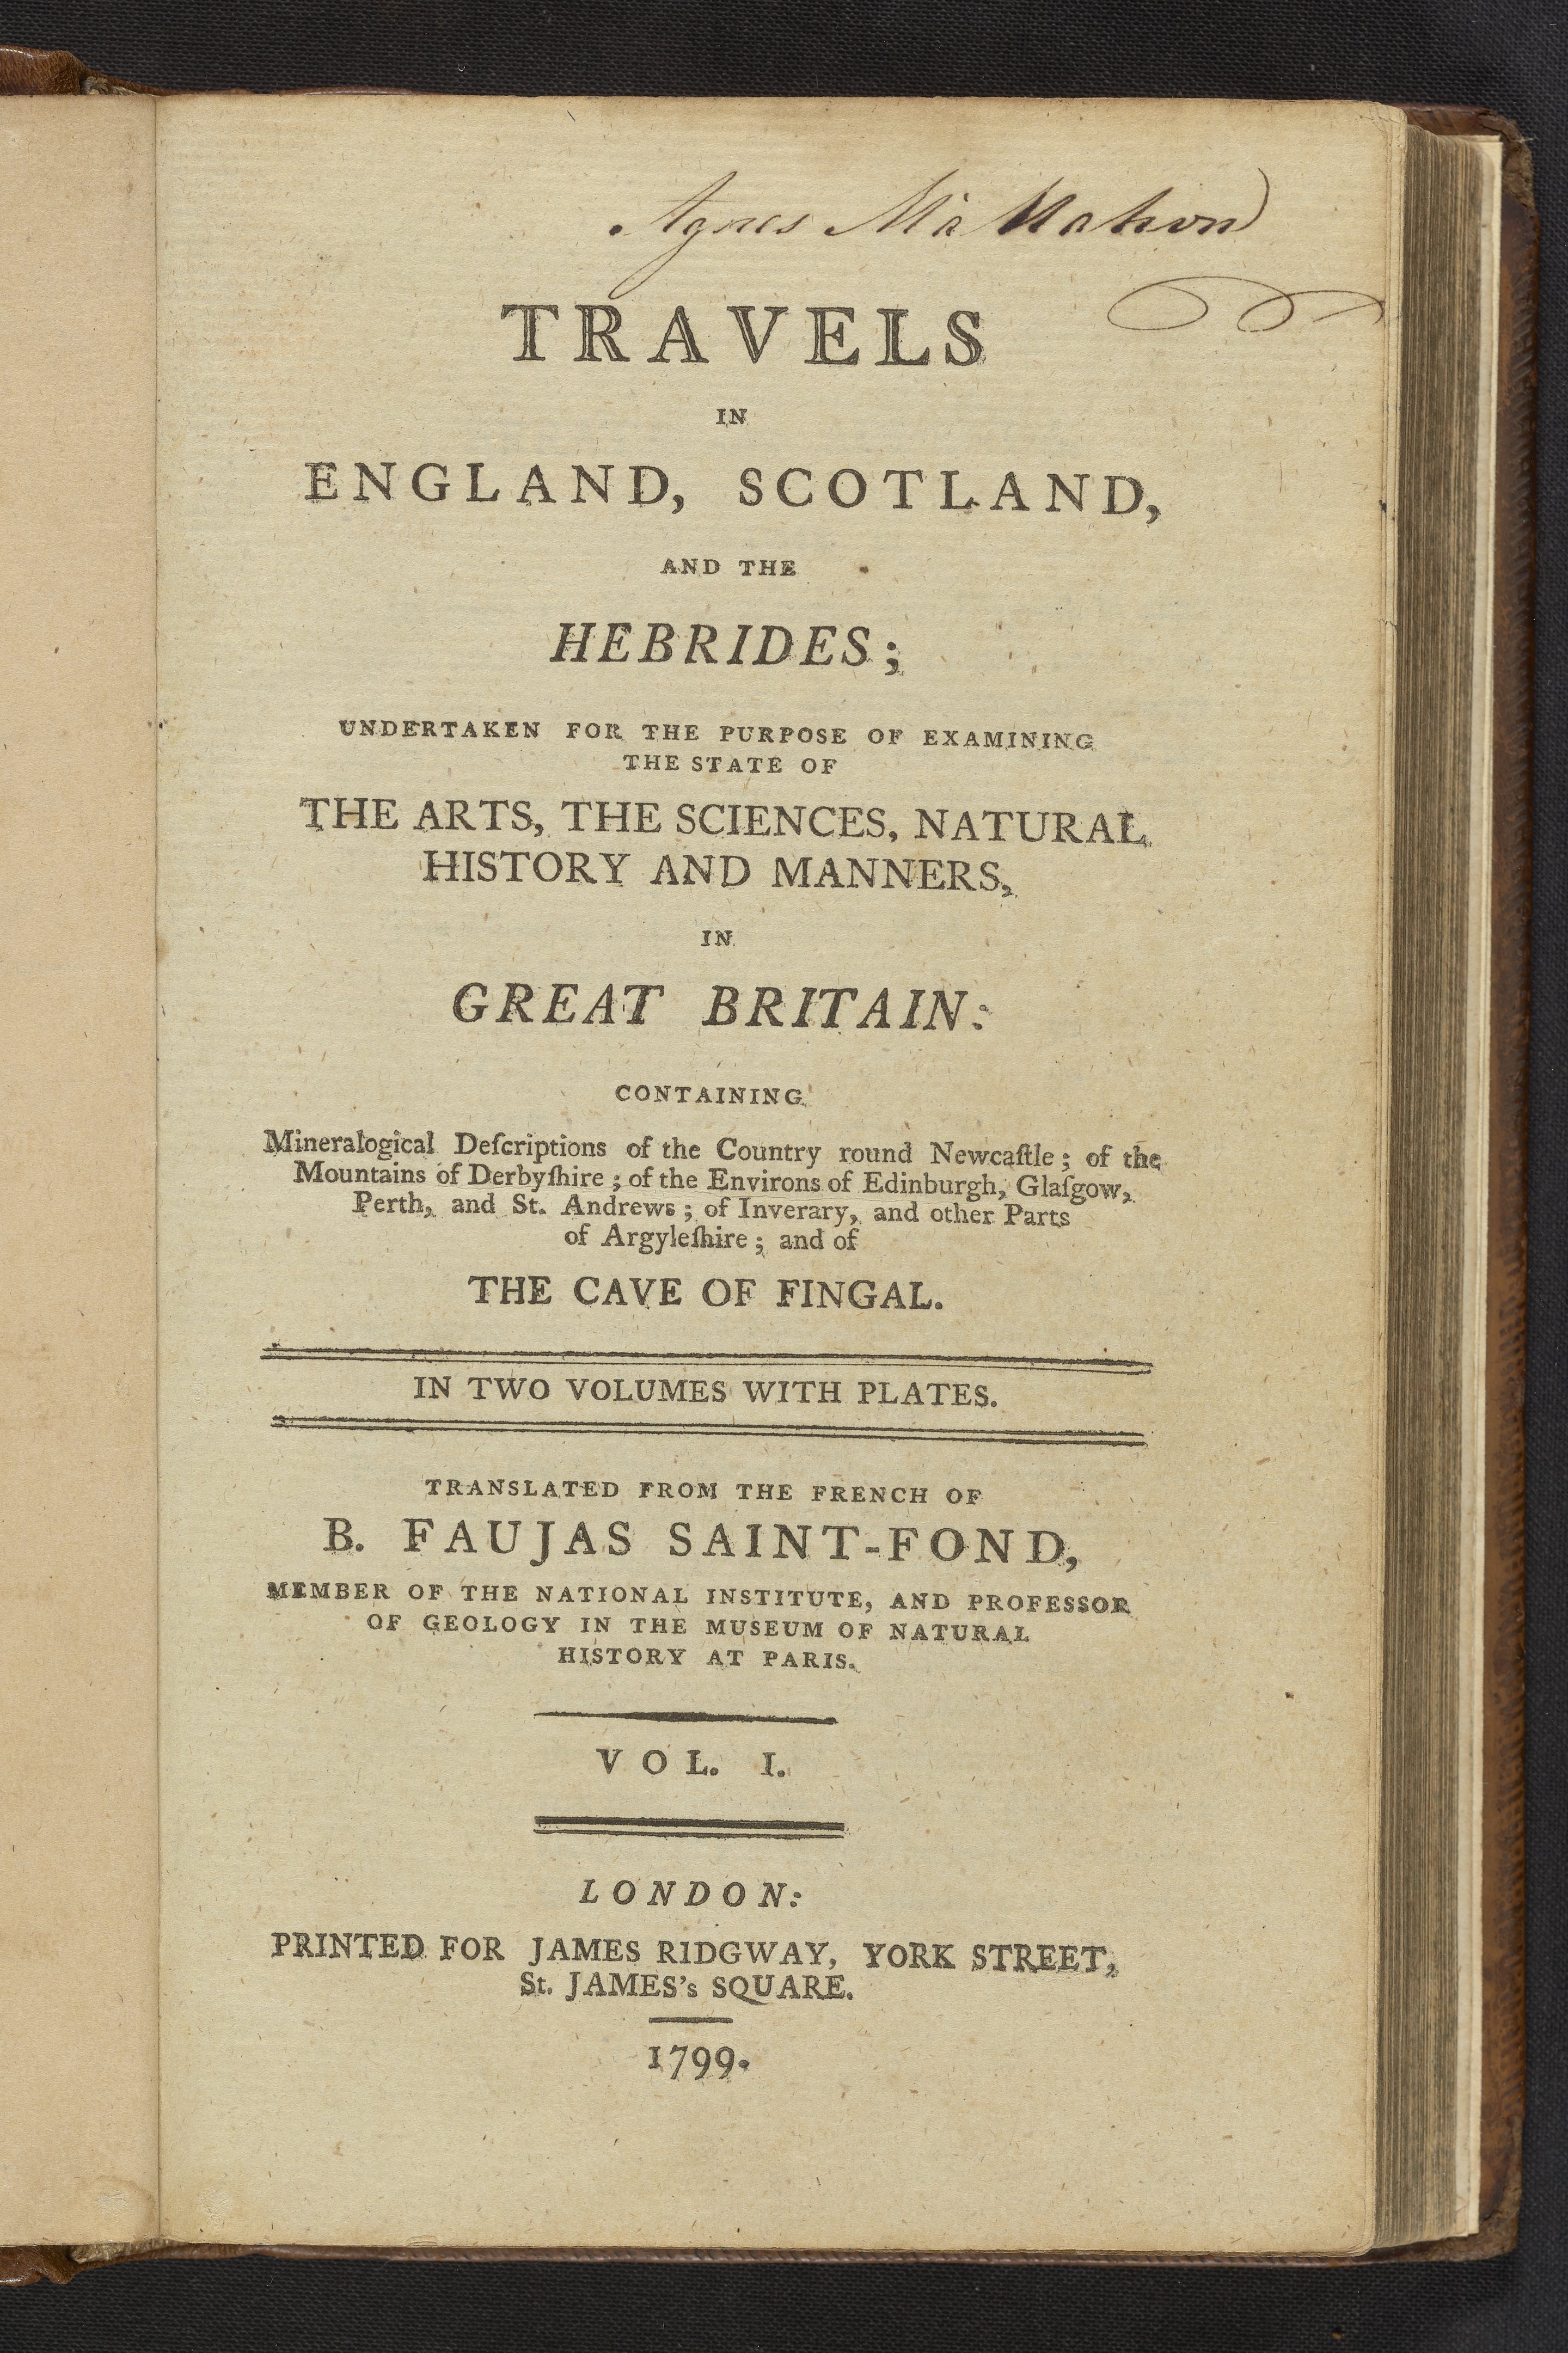 Agnes McMahon
TRAVELS
IN
ENGLAND, SCOTLAND,
AND THE
HEBRIDES;
UNDERTAKEN FOR THE PURPOSE OF EXAMINING
THE STATE OF
THE ARTS, THE SCIENCES, NATURAL
HISTORY AND MANNERS,
IN
GREAT BRITAIN:
CONTAINING
Mineralogical Deſcriptions of the Country round Newcaſtle; of the
Mountains of Derbyſhire; of the Environs of Edinburgh, Glaſgow,
Perth, and St. Andrews; of Inverary, and other Parts
of Argyleſhire; and of
THE CAVE OF FINGAL.
IN TWO VOLUMES WITH PLATES.
TRANSLATED FROM THE FRENCH OF
B. FAUJAS SAINT-FOND,
MEMBER OF THE NATIONAL INSTITUTE, AND PROFESSOR
OF GEOLOGY IN THE MUSEUM OF NATURAL
HISTORY AT PARIS.
VOL. I.
LONDON:
PRINTED FOR JAMES RIDGWAY, YORK STREET,
St. JAMES's SQUARE.
1799.